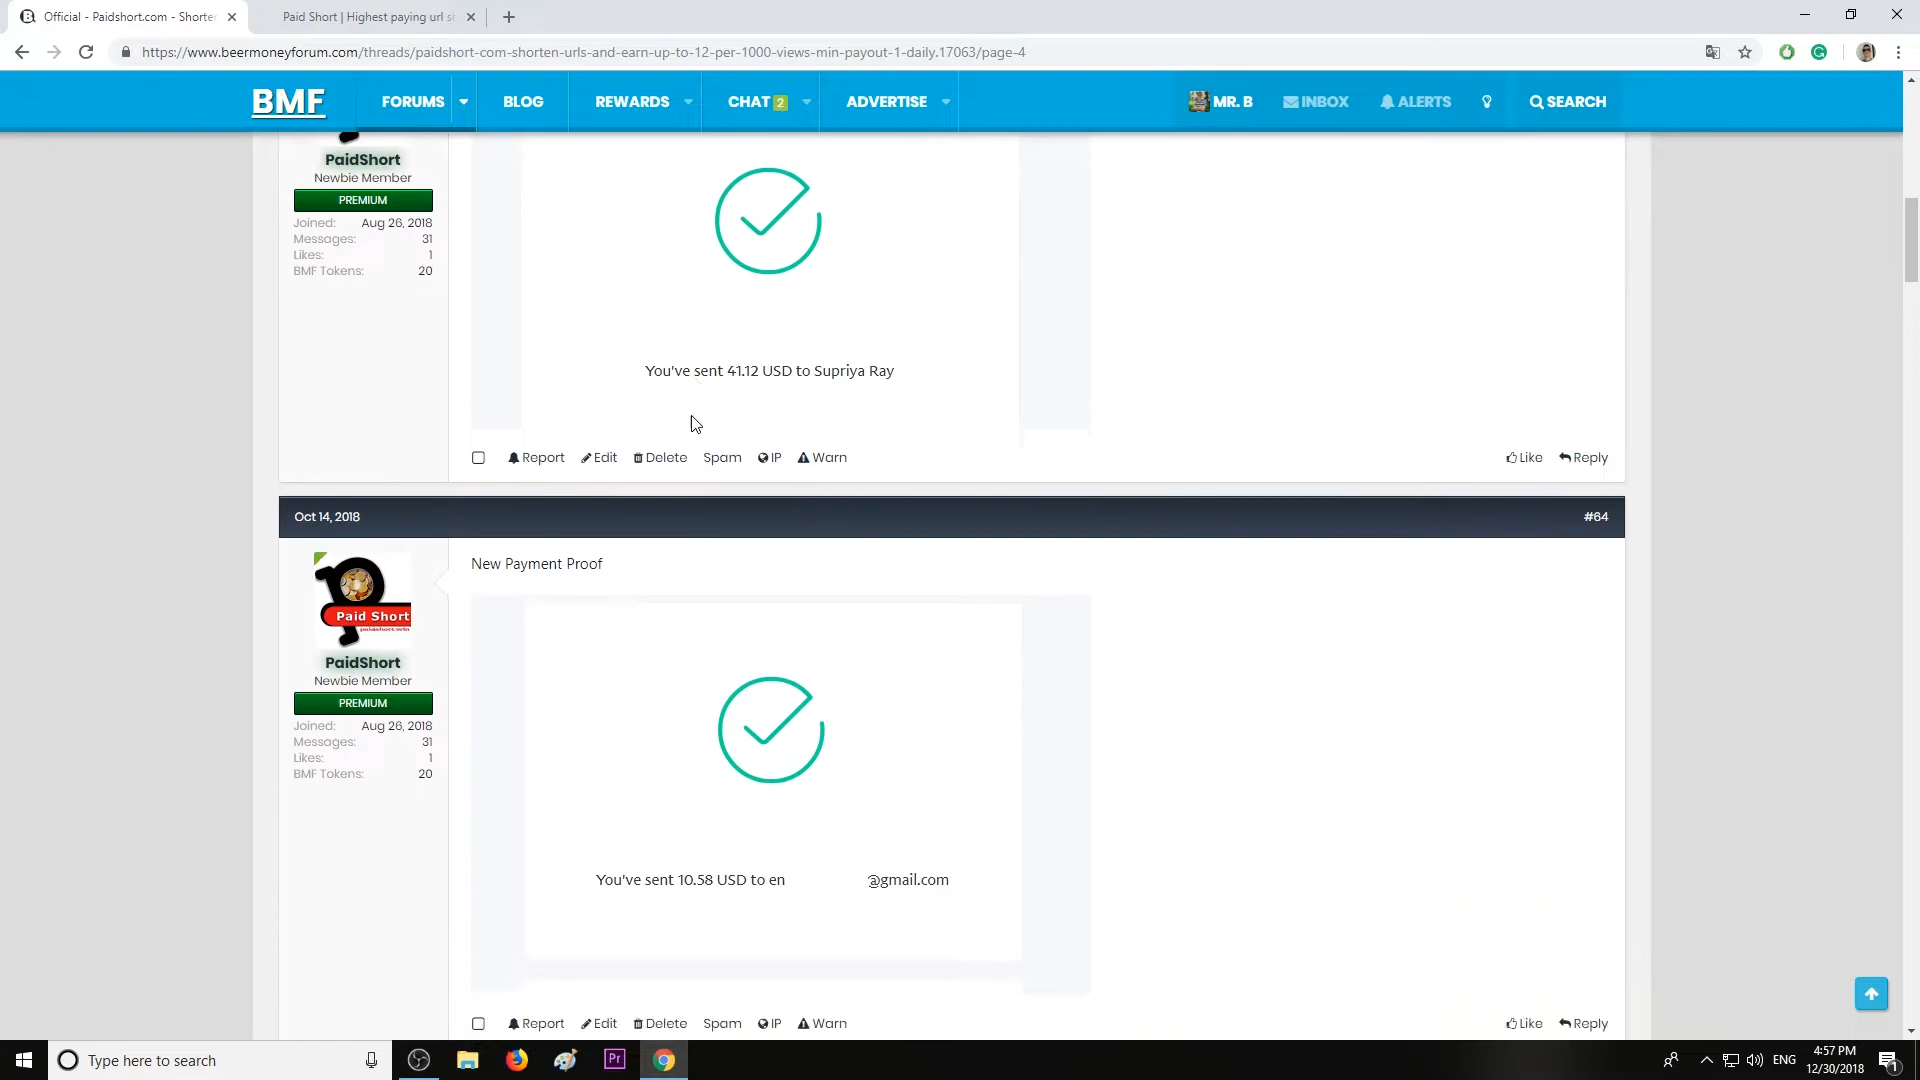 Official - Paidshort.com - Shorten
Paid Short | Highest paying url sh
https://www.beermoneyforum.com/threads/paidshort-com-shorten-urls-and-earn-up-to-12-per-1000-views-min-payout-1-daily.17063/page-4
BMF FORUMS BLOG REWARDS CHAT 2 ADVERTISE MR. B INBOX ALERTS SEARCH
PaidShort
Newbie Member
PREMIUM
Joined: Aug 26, 2018
Messages: 31
Likes: 1
BMF Tokens: 20
You've sent 41.12 USD to Supriya Ray
Report Edit Delete Spam IP Warn Like Reply
Oct 14, 2018 #64
New Payment Proof
Paid Short
paidshort.win
PaidShort
Newbie Member
PREMIUM
Joined: Aug 26, 2018
Messages: 31
Likes: 1
BMF Tokens: 20
You've sent 10.58 USD to en @gmail.com
Report Edit Delete Spam IP Warn Like Reply
Type here to search
Pr
ENG
4:57 PM
12/30/2018
1